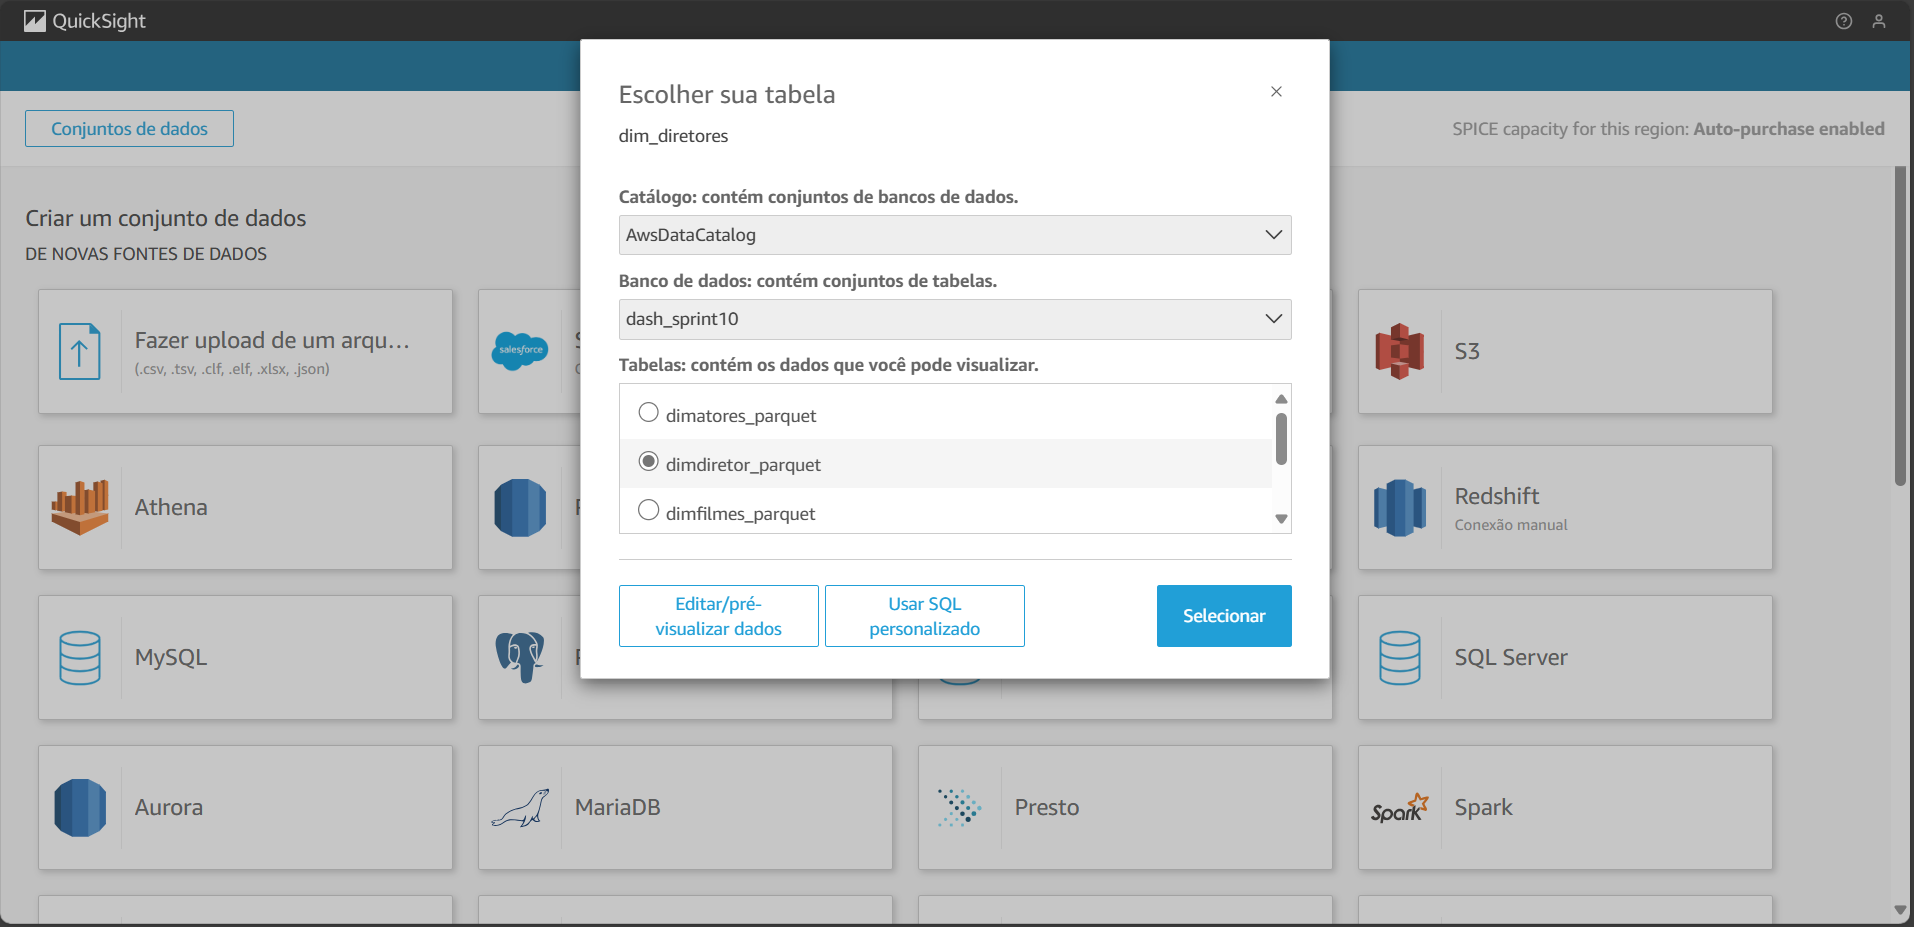 QuickSight
Conjuntos de dados
SPICE capacity for this region: Auto-purchase enabled
Escolher sua tabela
dim_diretores
Catálogo: contém conjuntos de bancos de dados.
AwsDataCatalog
Banco de dados: contém conjuntos de tabelas.
dash_sprint10
Tabelas: contém os dados que você pode visualizar.
dimatores_parquet
dimdiretor_parquet
dimfilmes_parquet
Editar/pré-
visualizar dados
Usar SQL
personalizado
Selecionar
Criar um conjunto de dados
DE NOVAS FONTES DE DADOS
Fazer upload de um arqu...
(.csv, .tsv, .clf, .elf, .xlsx, .json)
salesforce
S3
Athena
Redshift
Conexão manual
MySQL
SQL Server
Aurora
MariaDB
Presto
Spark
Spark